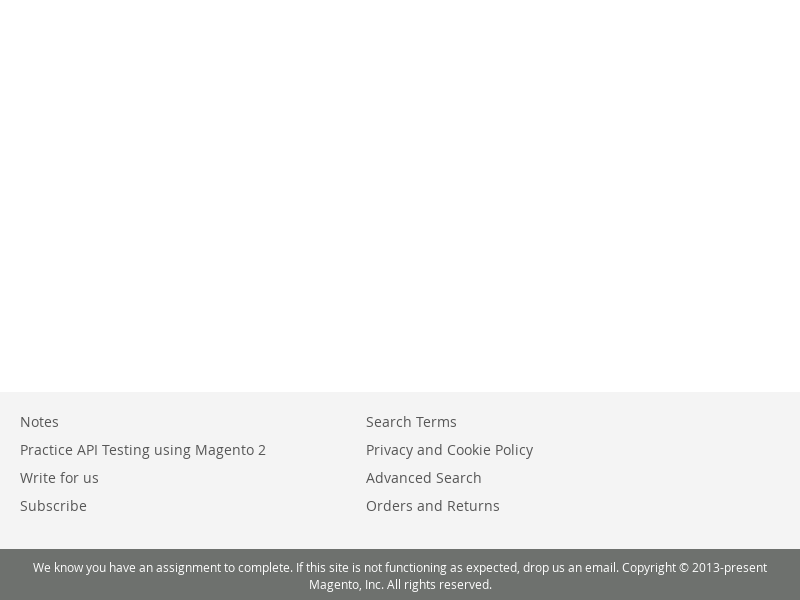 Notes
Practice API Testing using Magento 2
Write for us
Subscribe
Search Terms
Privacy and Cookie Policy
Advanced Search
Orders and Returns
We know you have an assignment to complete. If this site is not functioning as expected, drop us an email. Copyright © 2013-present
Magento, Inc. All rights reserved.